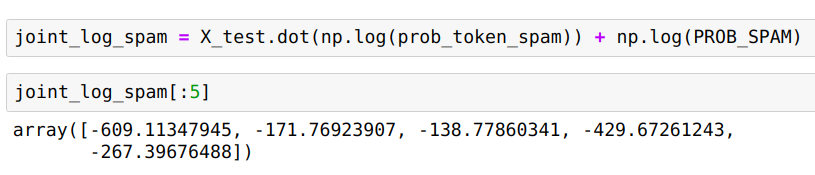 joint_log_spam = X_test.dot(np.log(prob_token_spam)) + np.log(PROB_SPAM)
joint_log_spam[:5]
array([-609.11347945, -171.76923907, -138.77860341, -429.67261243,
-267.39676488])